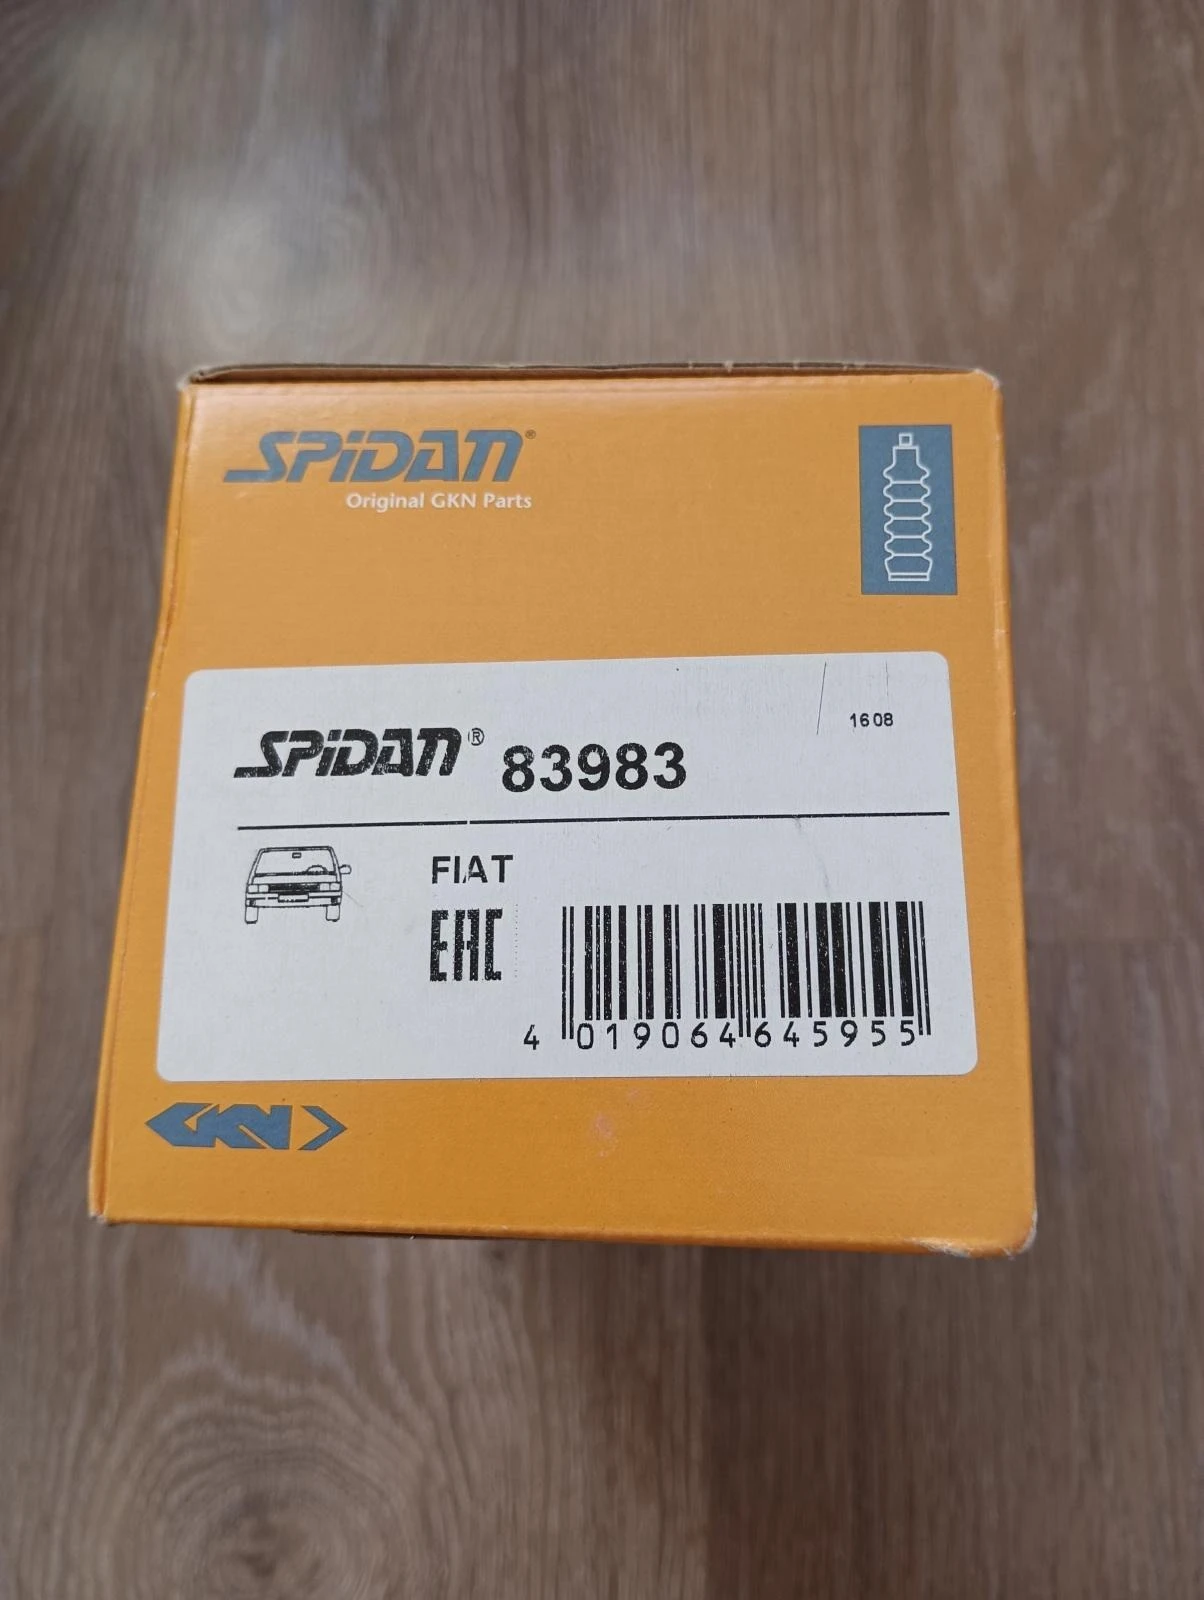 SPiDAN®
Original GKN Parts
1608
SPiDAN® 83983
FIAT
EAC
4 019064 645955
GKN